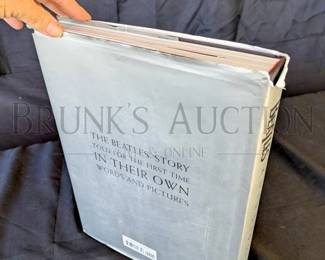 BRUNK'S AUCTION
& ONLINE
THE BEATLES' STORY
TOLD FOR THE FIRST TIME
IN THEIR OWN
WORDS AND PICTURES